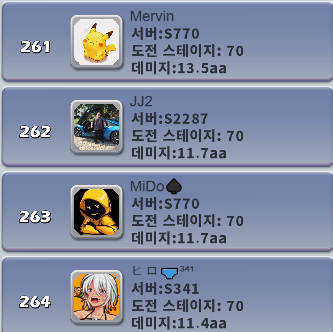 261
Mervin
서버:S770
도전 스테이지: 70
데미지:13.5aa
262
JJ2
서버:S2287
도전 스테이지: 70
데미지:11.7aa
263
MiDo♠
서버:S770
도전 스테이지: 70
데미지:11.7aa
264
ヒロ🩲³⁴¹
서버:S341
도전 스테이지: 70
데미지:11.4aa